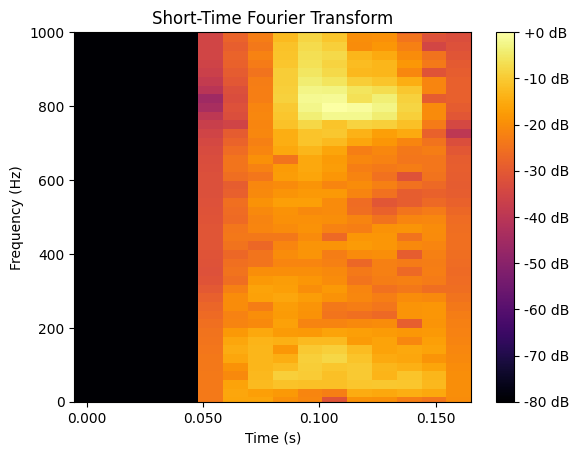 Short-Time Fourier Transform
1000
800
600
400
200
0
Frequency (Hz)
0.000
0.050
0.100
0.150
Time (s)
+0 dB
-10 dB
-20 dB
-30 dB
-40 dB
-50 dB
-60 dB
-70 dB
-80 dB